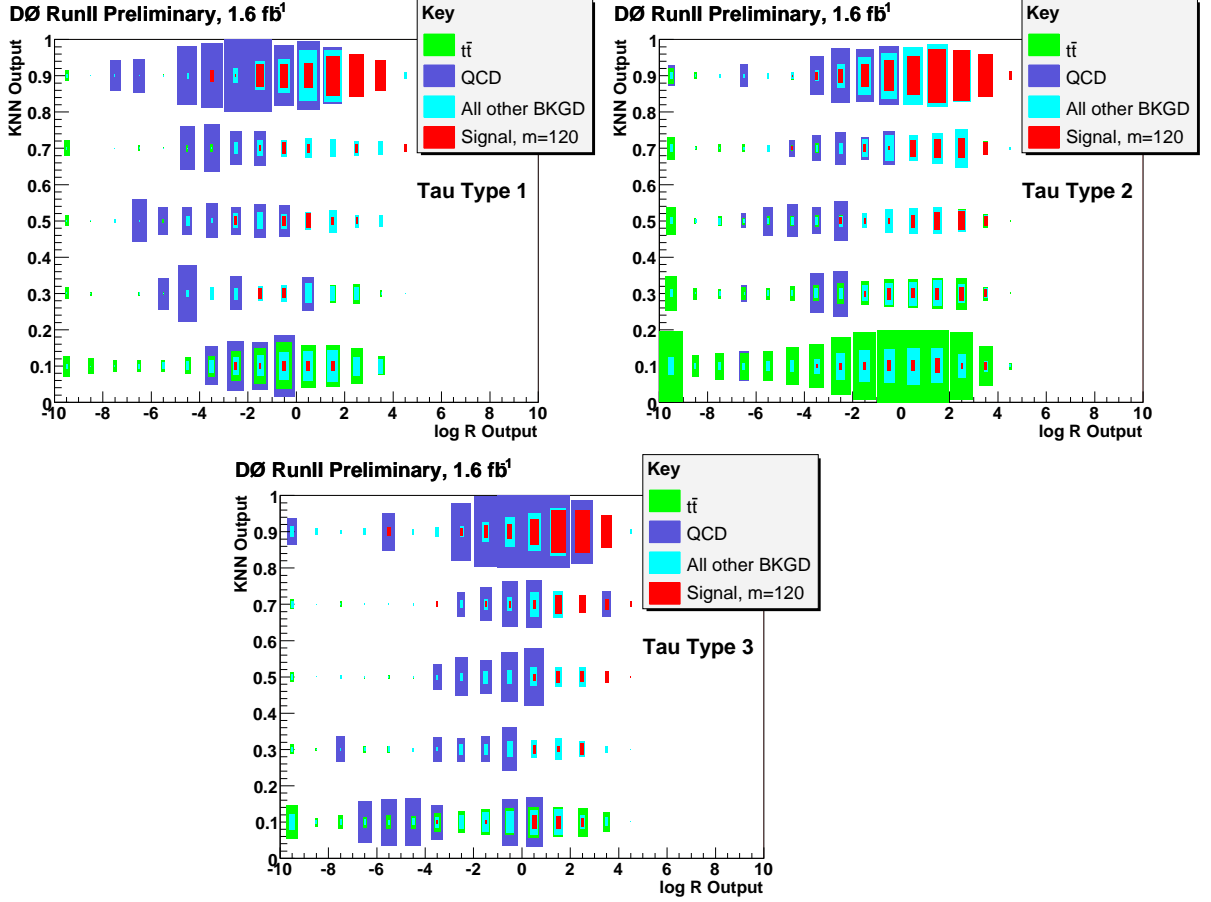 DØ RunII Preliminary, 1.6 fb⁻¹
Key
tt̄
QCD
All other BKGD
Signal, m=120
Tau Type 1
KNN Output
1
0.9
0.8
0.7
0.6
0.5
0.4
0.3
0.2
0.1
0
-10 -8 -6 -4 -2 0 2 4 6 8 10
log R Output
DØ RunII Preliminary, 1.6 fb⁻¹
Key
tt̄
QCD
All other BKGD
Signal, m=120
Tau Type 2
KNN Output
1
0.9
0.8
0.7
0.6
0.5
0.4
0.3
0.2
0.1
0
-10 -8 -6 -4 -2 0 2 4 6 8 10
log R Output
DØ RunII Preliminary, 1.6 fb⁻¹
Key
tt̄
QCD
All other BKGD
Signal, m=120
Tau Type 3
KNN Output
1
0.9
0.8
0.7
0.6
0.5
0.4
0.3
0.2
0.1
0
-10 -8 -6 -4 -2 0 2 4 6 8 10
log R Output